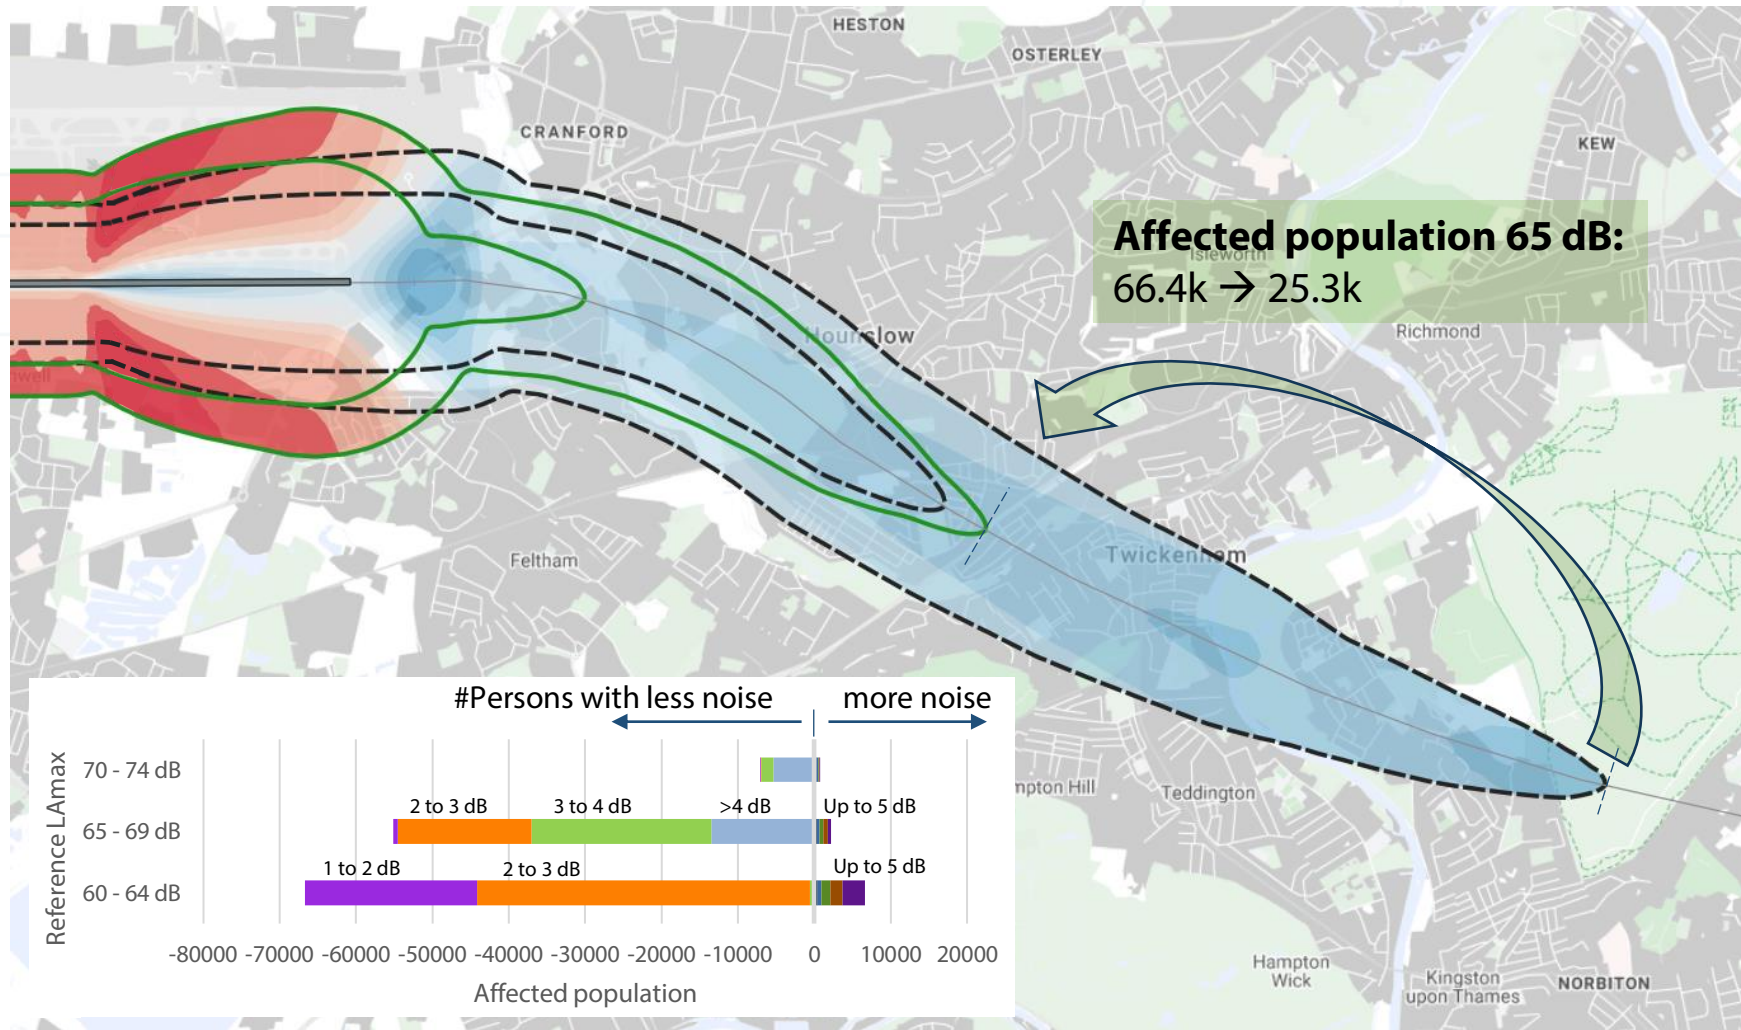 HESTON
OSTERLEY
CRANFORD
KEW
Affected population 65 dB:
Isleworth
66.4k → 25.3k
Richmond
Hounslow
Feltham
Twickenham
#Persons with less noise
more noise
Reference LAmax
70 - 74 dB
2 to 3 dB
3 to 4 dB
>4 dB
Up to 5 dB
65 - 69 dB
1 to 2 dB
2 to 3 dB
Up to 5 dB
60 - 64 dB
-80000 -70000 -60000 -50000 -40000 -30000 -20000 -10000 0 10000 20000
Affected population
mpton Hill
Teddington
Hampton
Wick
Kingston
upon Thames
NORBITON